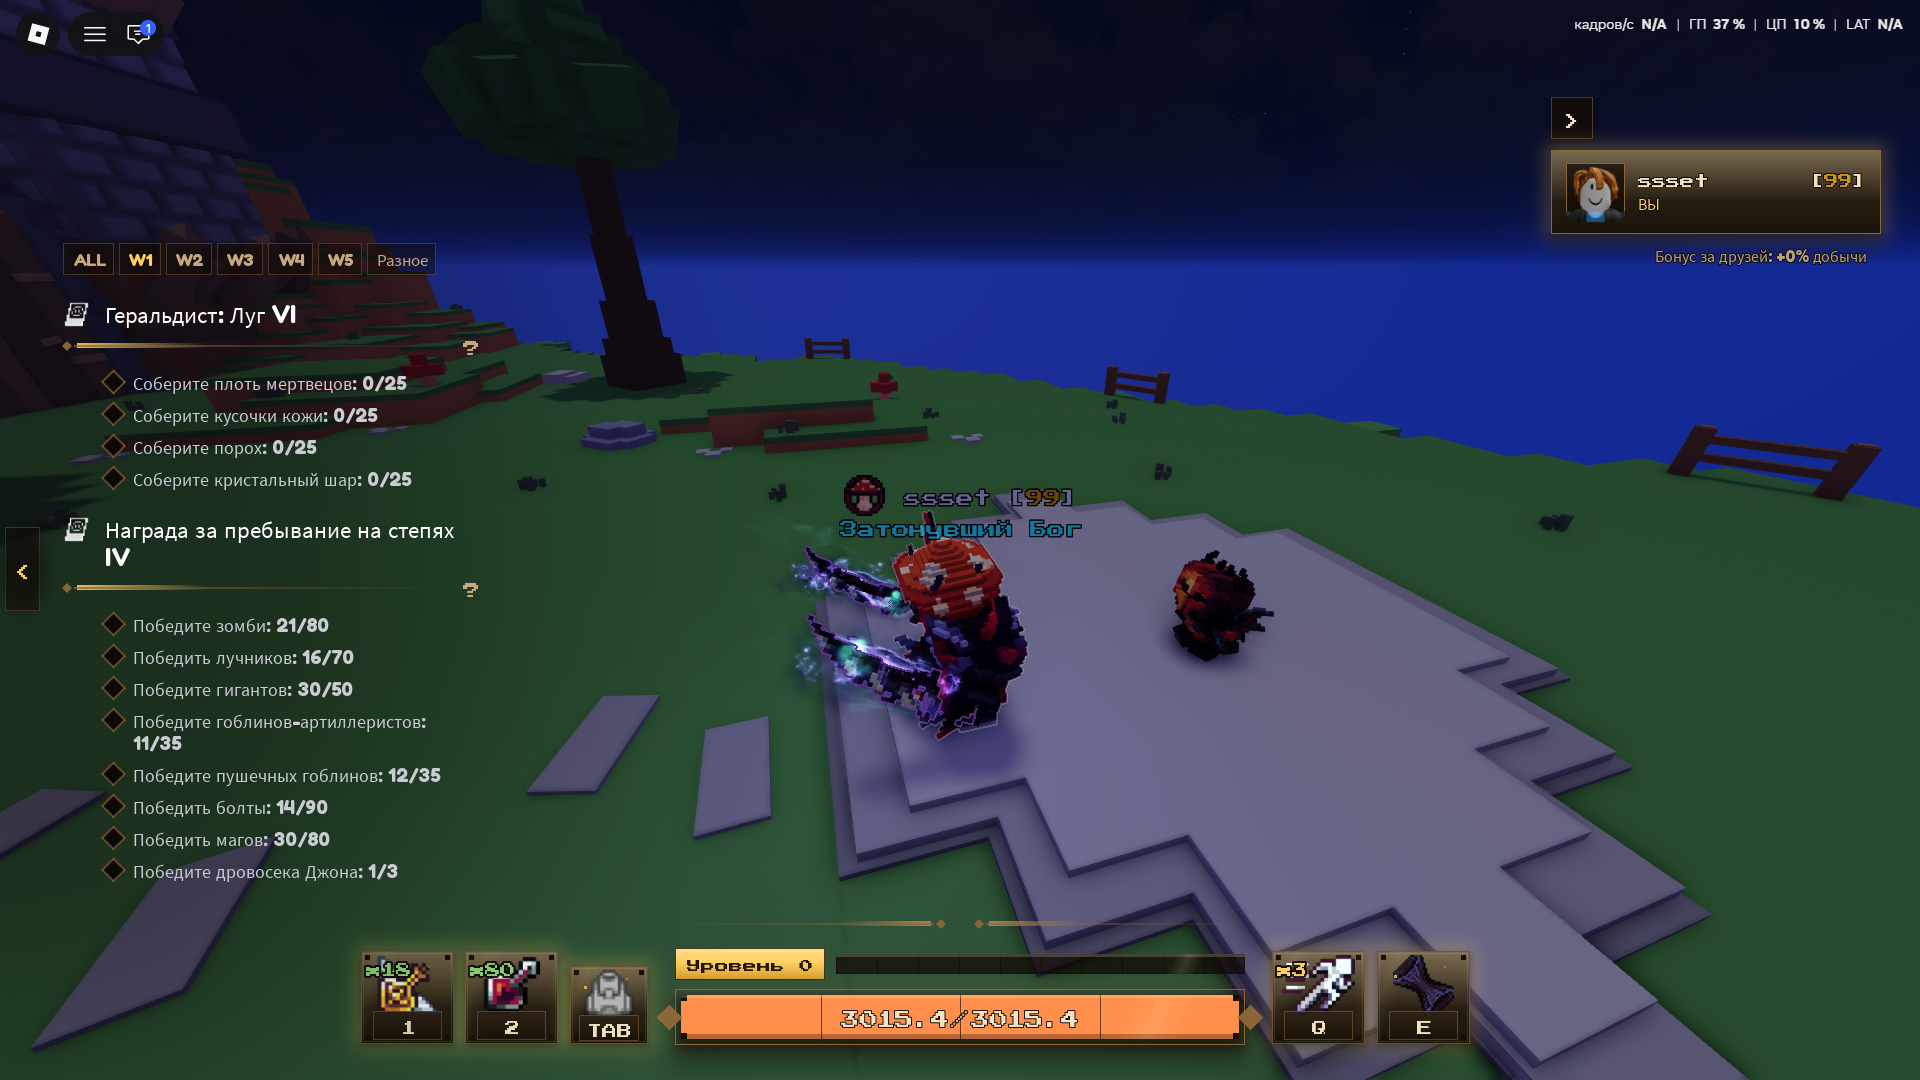 1
кадров/с N/A | ГП 37 % | ЦП 10 % | LAT N/A
ssset [99]
ВЫ
Бонус за друзей: +0% добычи
ALL W1 W2 W3 W4 W5 Разное
Геральдист: Луг VI
?
Соберите плоть мертвецов: 0/25
Соберите кусочки кожи: 0/25
Соберите порох: 0/25
Соберите кристальный шар: 0/25
Награда за пребывание на степях
IV
?
Победите зомби: 21/80
Победить лучников: 16/70
Победите гигантов: 30/50
Победите гоблинов-артиллеристов:
11/35
Победите пушечных гоблинов: 12/35
Победить болты: 14/90
Победить магов: 30/80
Победите дровосека Джона: 1/3
ssset [99]
Затонувший Бог
x18
1
x80
2
TAB
Уровень 0
3015.4/3015.4
x3
Q
E